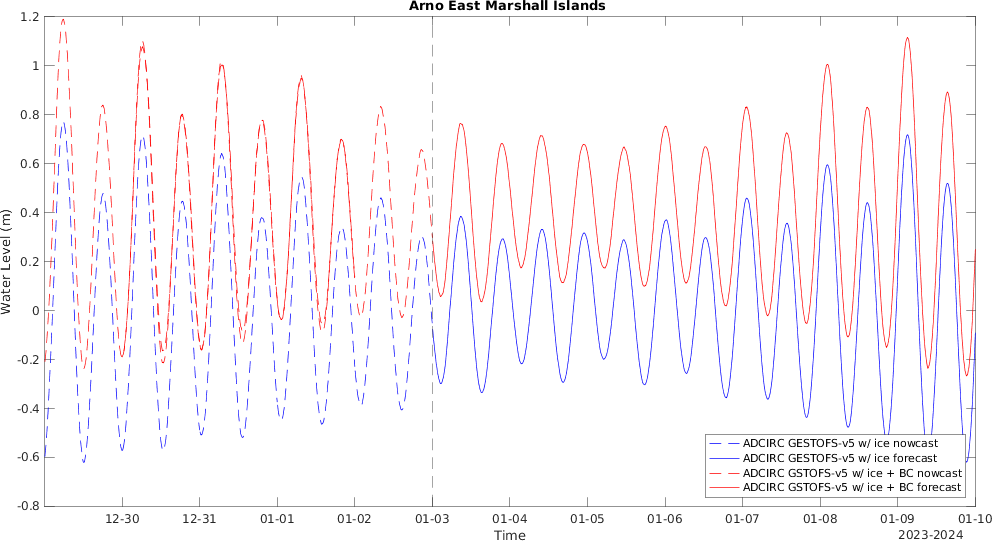 Arno East Marshall Islands
1.2
1
0.8
0.6
0.4
0.2
0
-0.2
-0.4
-0.6
-0.8
Water Level (m)
ADCIRC GESTOFS-v5 w/ ice nowcast
ADCIRC GESTOFS-v5 w/ ice forecast
ADCIRC GSTOFS-v5 w/ ice + BC nowcast
ADCIRC GSTOFS-v5 w/ ice + BC forecast
12-30 12-31 01-01 01-02 01-03 01-04 01-05 01-06 01-07 01-08 01-09 01-10
Time
2023-2024